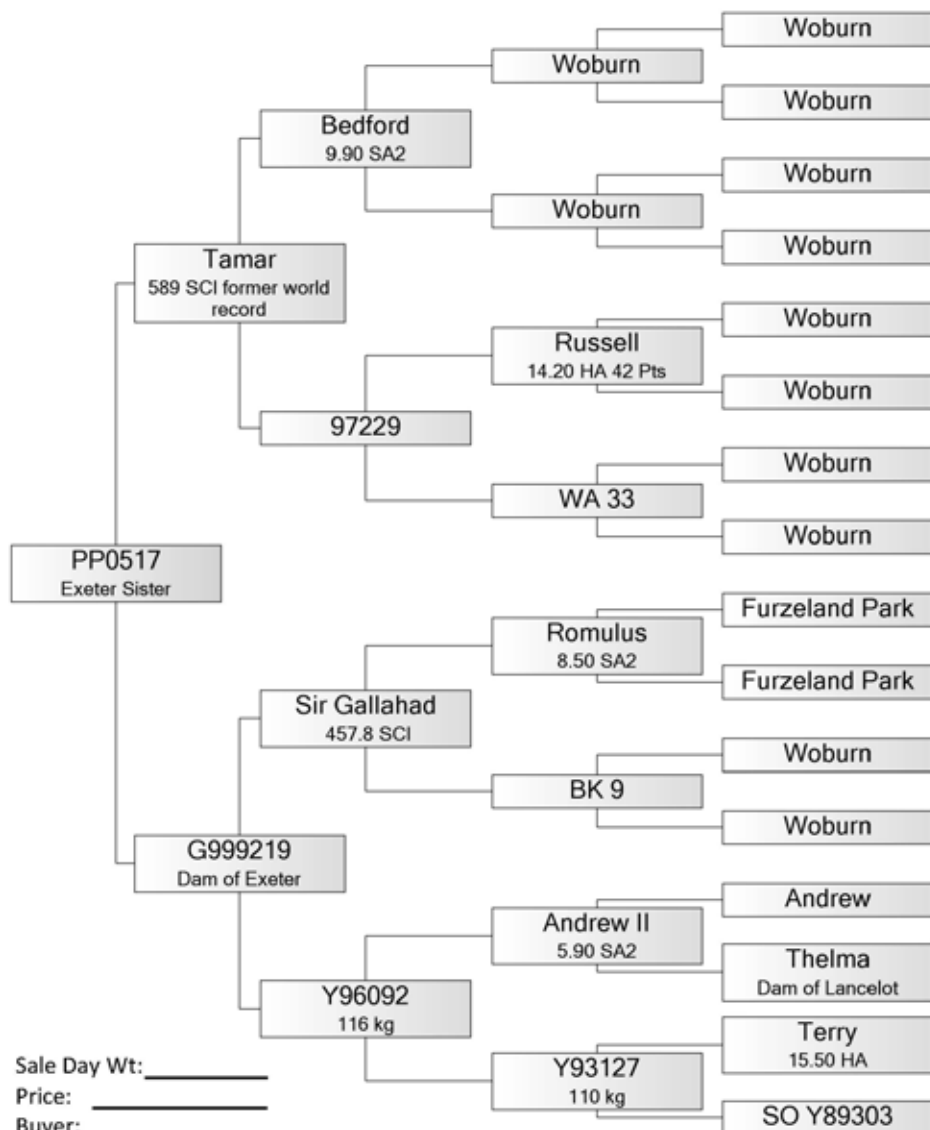 Woburn
Woburn
Woburn
Bedford
9.90 SA2
Woburn
Woburn
Woburn
Tamar
589 SCI former world
record
Woburn
Russell
14.20 HA 42 Pts
Woburn
97229
Woburn
WA 33
Woburn
PP0517
Exeter Sister
Furzeland Park
Romulus
8.50 SA2
Furzeland Park
Sir Gallahad
457.8 SCI
Woburn
BK 9
Woburn
G999219
Dam of Exeter
Andrew
Andrew II
5.90 SA2
Thelma
Dam of Lancelot
Y96092
116 kg
Terry
15.50 HA
Y93127
110 kg
SO Y89303
Sale Day Wt:
Price:
Buyer: